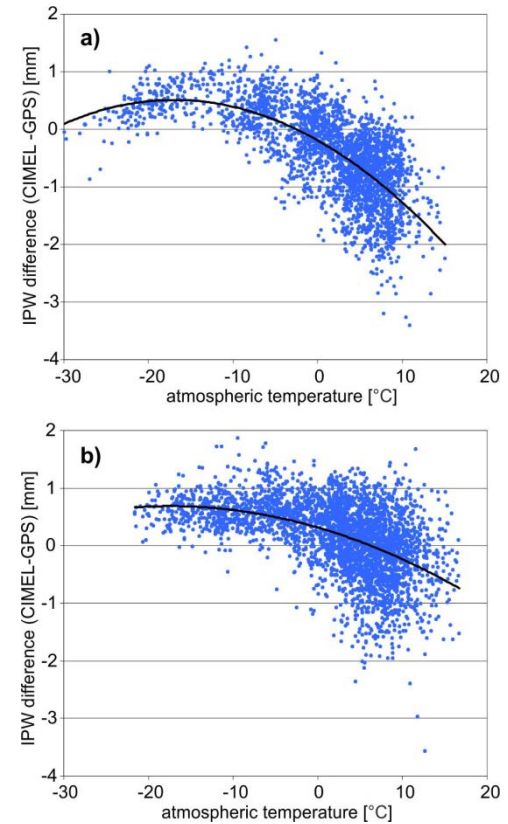 a)
IPW difference (CIMEL -GPS) [mm]
2
1
0
-1
-2
-3
-4
-30 -20 -10 0 10 20
atmospheric temperature [°C]
b)
IPW difference (CIMEL-GPS) [mm]
2
1
0
-1
-2
-3
-4
-30 -20 -10 0 10 20
atmospheric temperature [°C]